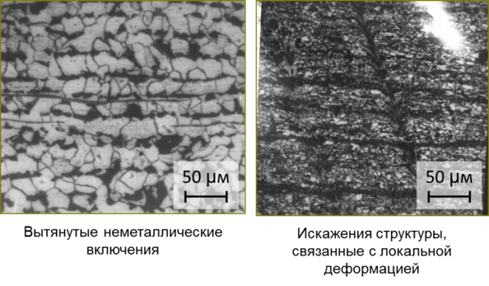 50 μм
50 μм
Вытянутые неметаллические
включения
Искажения структуры,
связанные с локальной
деформацией